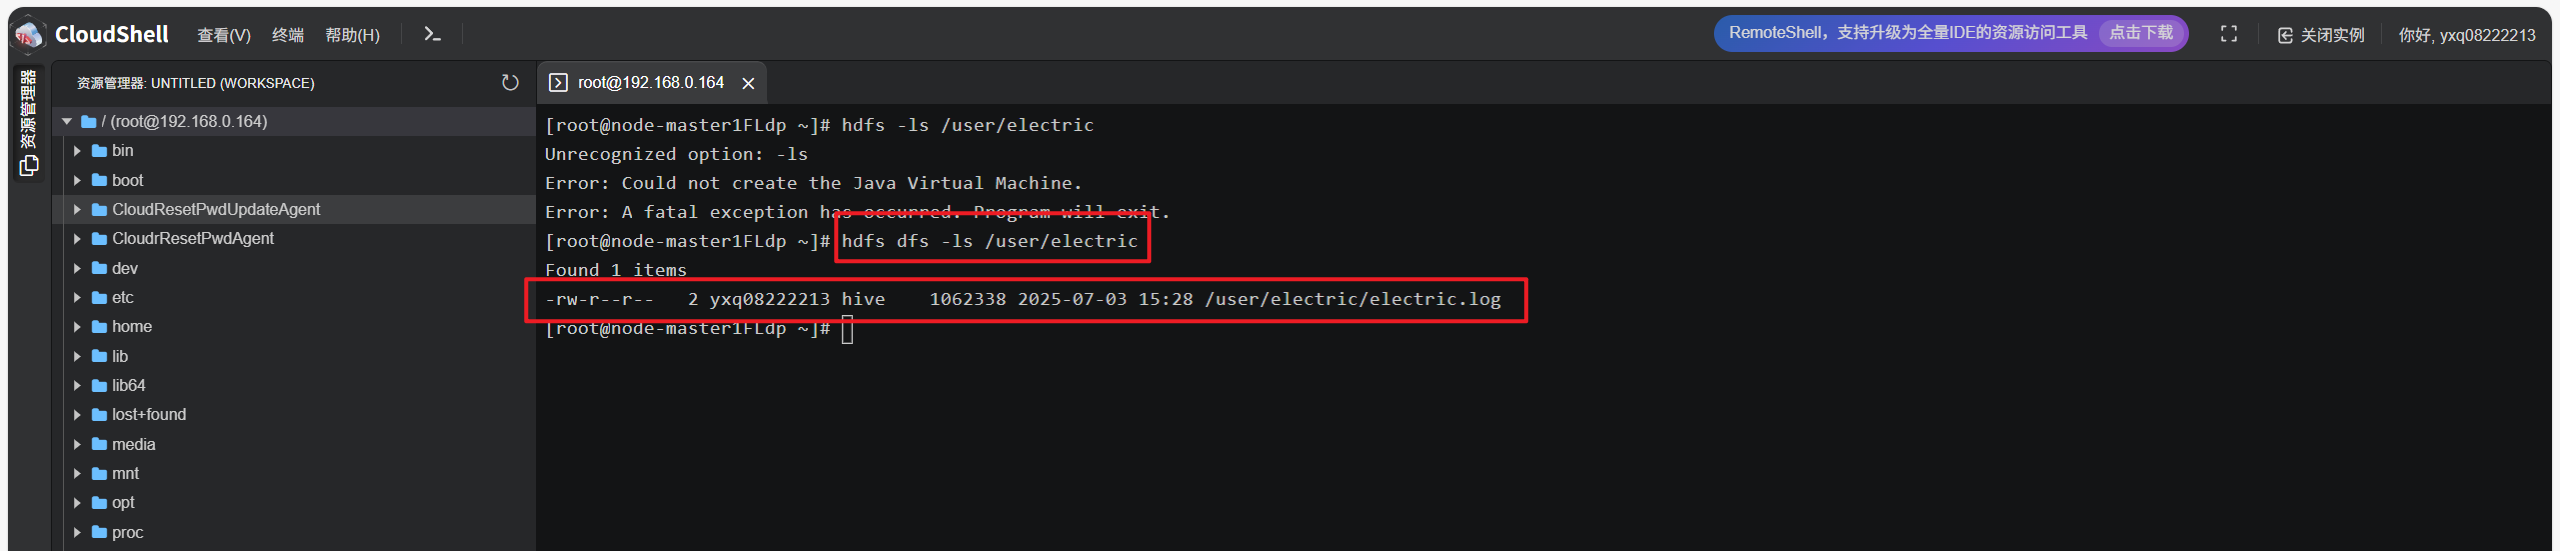 CloudShell 查看(V) 终端 帮助(H) RemoteShell，支持升级为全量IDE的资源访问工具 点击下载 关闭实例 你好, yxq08222213
资源管理器
资源管理器: UNTITLED (WORKSPACE)
/ (root@192.168.0.164)
bin
boot
CloudResetPwdUpdateAgent
CloudrResetPwdAgent
dev
etc
home
lib
lib64
lost+found
media
mnt
opt
proc
root@192.168.0.164
[root@node-master1FLdp ~]# hdfs -ls /user/electric
Unrecognized option: -ls
Error: Could not create the Java Virtual Machine.
Error: A fatal exception has occurred. Program will exit.
[root@node-master1FLdp ~]# hdfs dfs -ls /user/electric
Found 1 items
-rw-r--r--   2 yxq08222213 hive    1062338 2025-07-03 15:28 /user/electric/electric.log
[root@node-master1FLdp ~]#